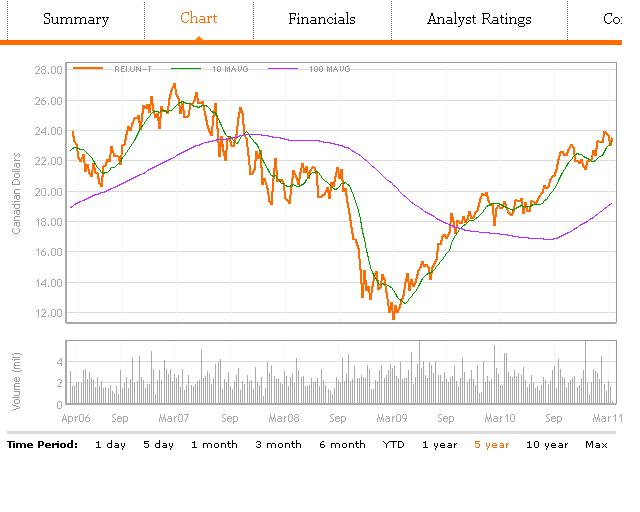 Summary Chart Financials Analyst Ratings Co
REI.UN-T 10 MAVG 100 MAVG
28.00
26.00
24.00
22.00
20.00
18.00
16.00
14.00
12.00
Canadian Dollars
4
2
0
Volume (mil)
Apr06 Sep Mar07 Sep Mar08 Sep Mar09 Sep Mar10 Sep Mar11
Time Period: 1 day 5 day 1 month 3 month 6 month YTD 1 year 5 year 10 year Max